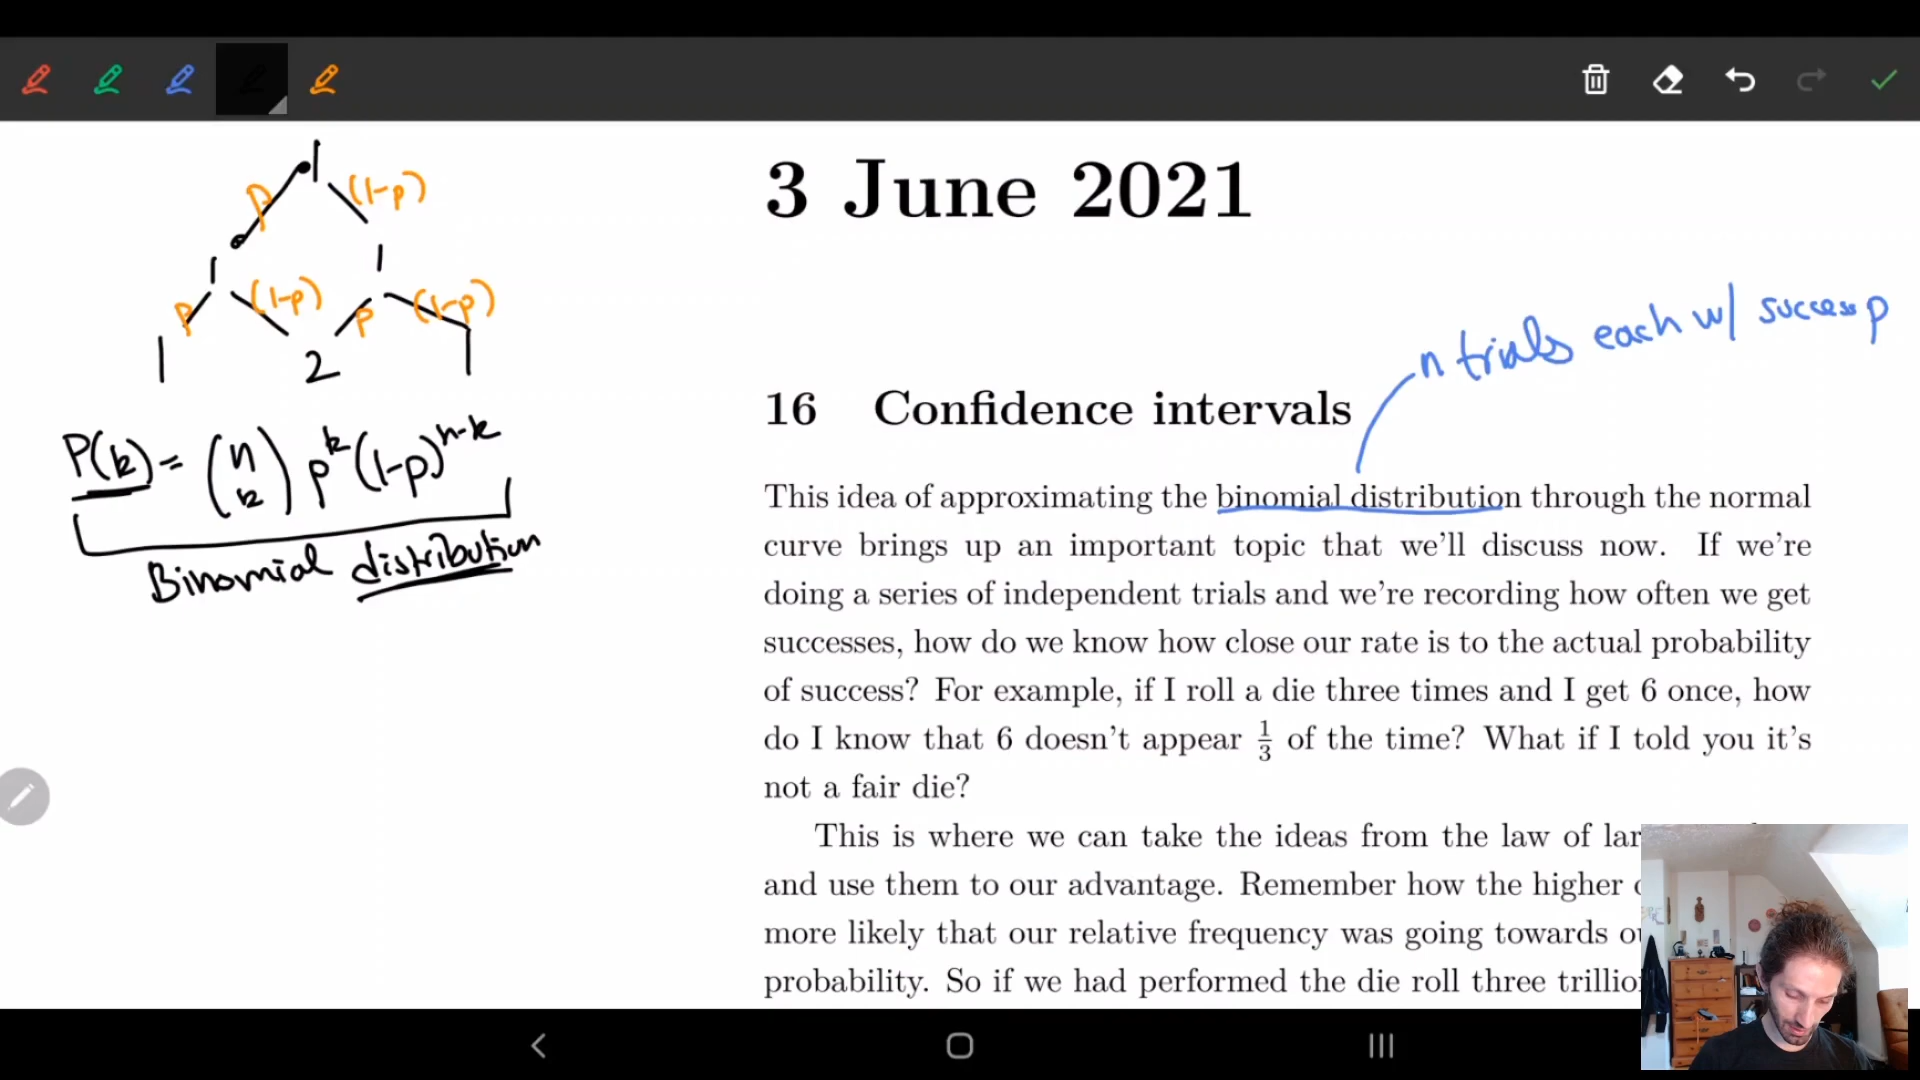 1
p (1-p)
1 1
p (1-p) p (1-p)
1 2 1
P(k) = (n k) p^k (1-p)^{n-k}
Binomial distribution
3 June 2021
n trials each w/ success p
16 Confidence intervals
This idea of approximating the binomial distribution through the normal
curve brings up an important topic that we'll discuss now. If we're
doing a series of independent trials and we're recording how often we get
successes, how do we know how close our rate is to the actual probability
of success? For example, if I roll a die three times and I get 6 once, how
do I know that 6 doesn't appear 1/3 of the time? What if I told you it's
not a fair die?
This is where we can take the ideas from the law of lar
and use them to our advantage. Remember how the higher
more likely that our relative frequency was going towards
probability. So if we had performed the die roll three trillio